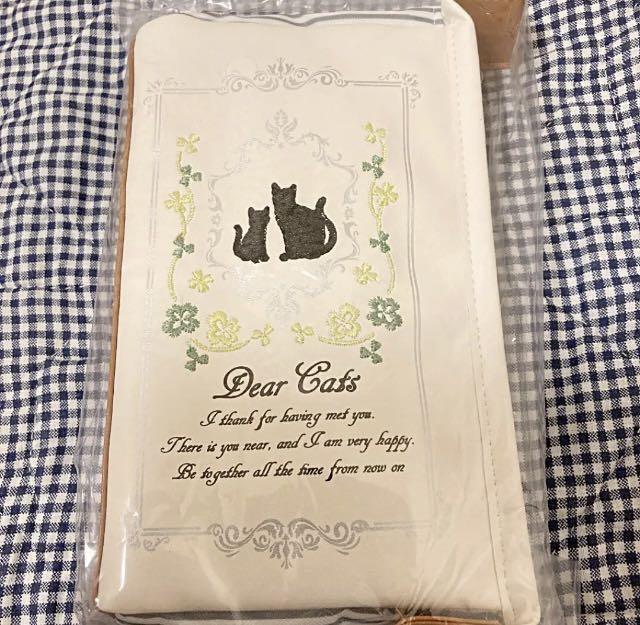 Dear Cats
I thank for having met you.
There is you near, and I am very happy.
Be together all the time from now on